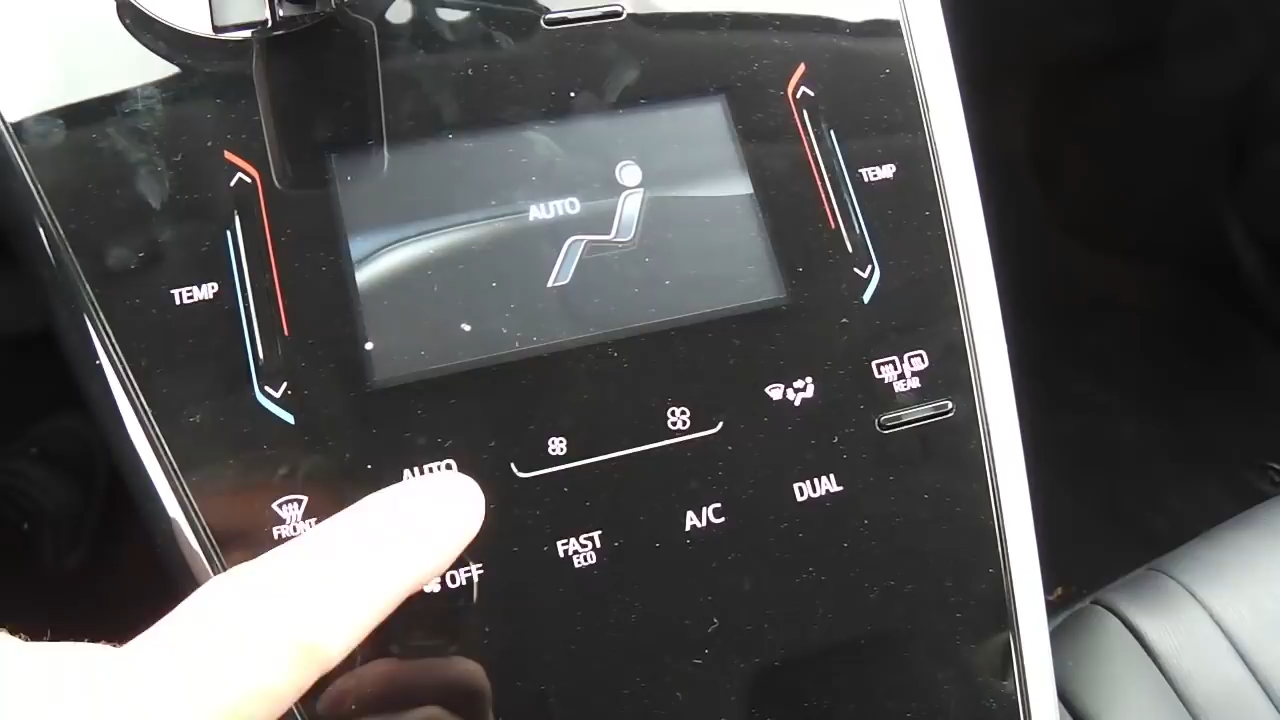 TEMP
AUTO
TEMP
REAR
AUTO
FRONT
OFF
FAST
ECO
A/C
DUAL